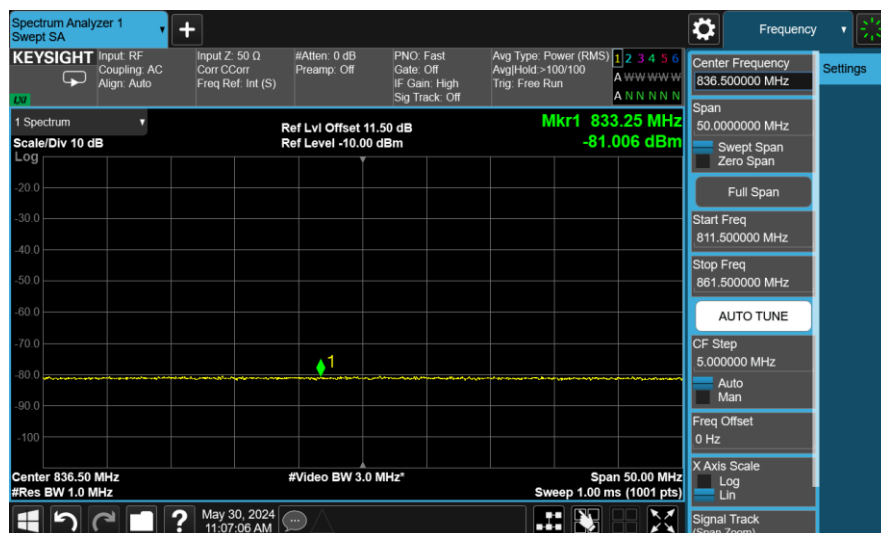 Spectrum Analyzer 1
Swept SA
Frequency
KEYSIGHT
Input: RF
Coupling: AC
Align: Auto
Input Z: 50 Ω
Corr CCorr
Freq Ref: Int (S)
#Atten: 0 dB
Preamp: Off
PNO: Fast
Gate: Off
IF Gain: High
Sig Track: Off
Avg Type: Power (RMS)
Avg|Hold:>100/100
Trig: Free Run
1 2 3 4 5 6
A W W W W W
A N N N N N
LXI
1 Spectrum
Scale/Div 10 dB
Log
Ref Lvl Offset 11.50 dB
Ref Level -10.00 dBm
Mkr1 833.25 MHz
-81.006 dBm
-20.0
-30.0
-40.0
-50.0
-60.0
-70.0
-80.0
-90.0
-100
1
Center 836.50 MHz
#Res BW 1.0 MHz
#Video BW 3.0 MHz*
Span 50.00 MHz
Sweep 1.00 ms (1001 pts)
May 30, 2024
11:07:06 AM
Center Frequency
836.500000 MHz
Span
50.0000000 MHz
Swept Span
Zero Span
Full Span
Start Freq
811.500000 MHz
Stop Freq
861.500000 MHz
AUTO TUNE
CF Step
5.000000 MHz
Auto
Man
Freq Offset
0 Hz
X Axis Scale
Log
Lin
Signal Track
(Span Zoom)
Settings